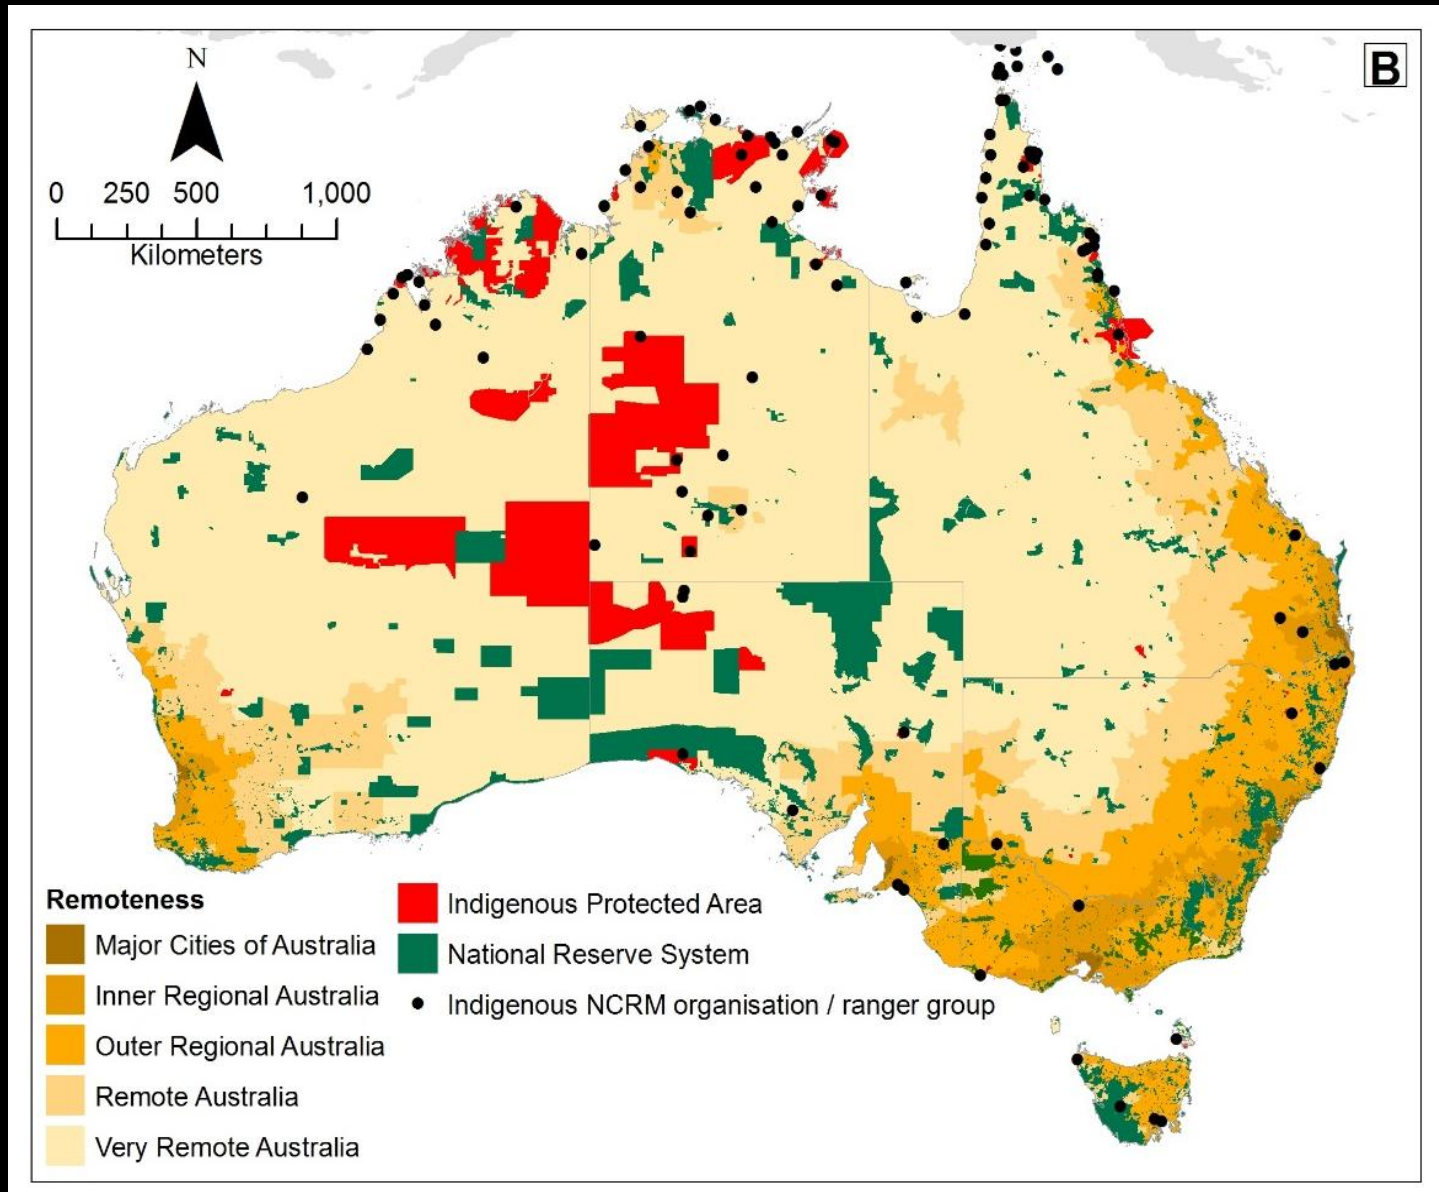 B
N
0 250 500 1,000
Kilometers
Remoteness
Major Cities of Australia
Inner Regional Australia
Outer Regional Australia
Remote Australia
Very Remote Australia
Indigenous Protected Area
National Reserve System
Indigenous NCRM organisation / ranger group